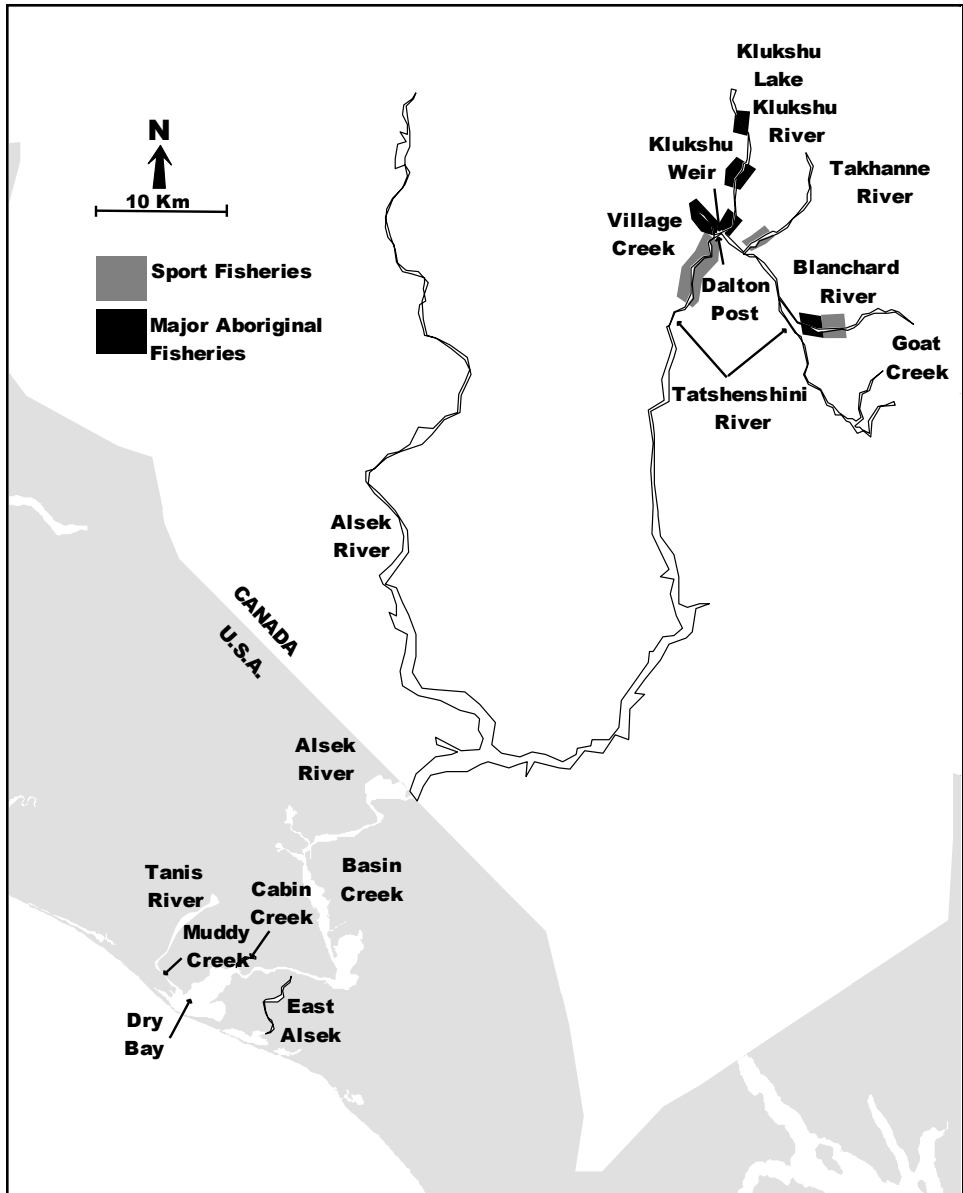 Klukshu
Lake
Klukshu
River
N
Klukshu
Weir
Takhanne
River
10 Km
Village
Creek
Sport Fisheries
Blanchard
River
Dalton
Post
Major Aboriginal
Fisheries
Goat
Creek
Tatshenshini
River
Alsek
River
CANADA
U.S.A.
Alsek
River
Basin
Creek
Tanis
River
Cabin
Creek
Muddy
Creek
East
Alsek
Dry
Bay